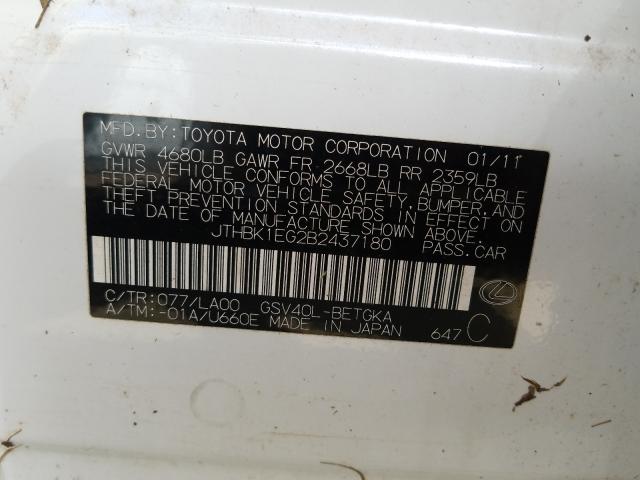 MFD.BY:TOYOTA MOTOR CORPORATION 01/11
GVWR 4680LB GAWR FR 2668LB RR 2359LB
THIS VEHICLE CONFORMS TO ALL APPLICABLE
FEDERAL MOTOR VEHICLE SAFETY,BUMPER,AND
THEFT PREVENTION STANDARDS IN EFFECT ON
THE DATE OF MANUFACTURE SHOWN ABOVE.
JTHBK1EG2B2437180 PASS.CAR
C/TR:077/LA00 GSV40L-BETGKA
A/TM:-01A/U660E MADE IN JAPAN 647 C